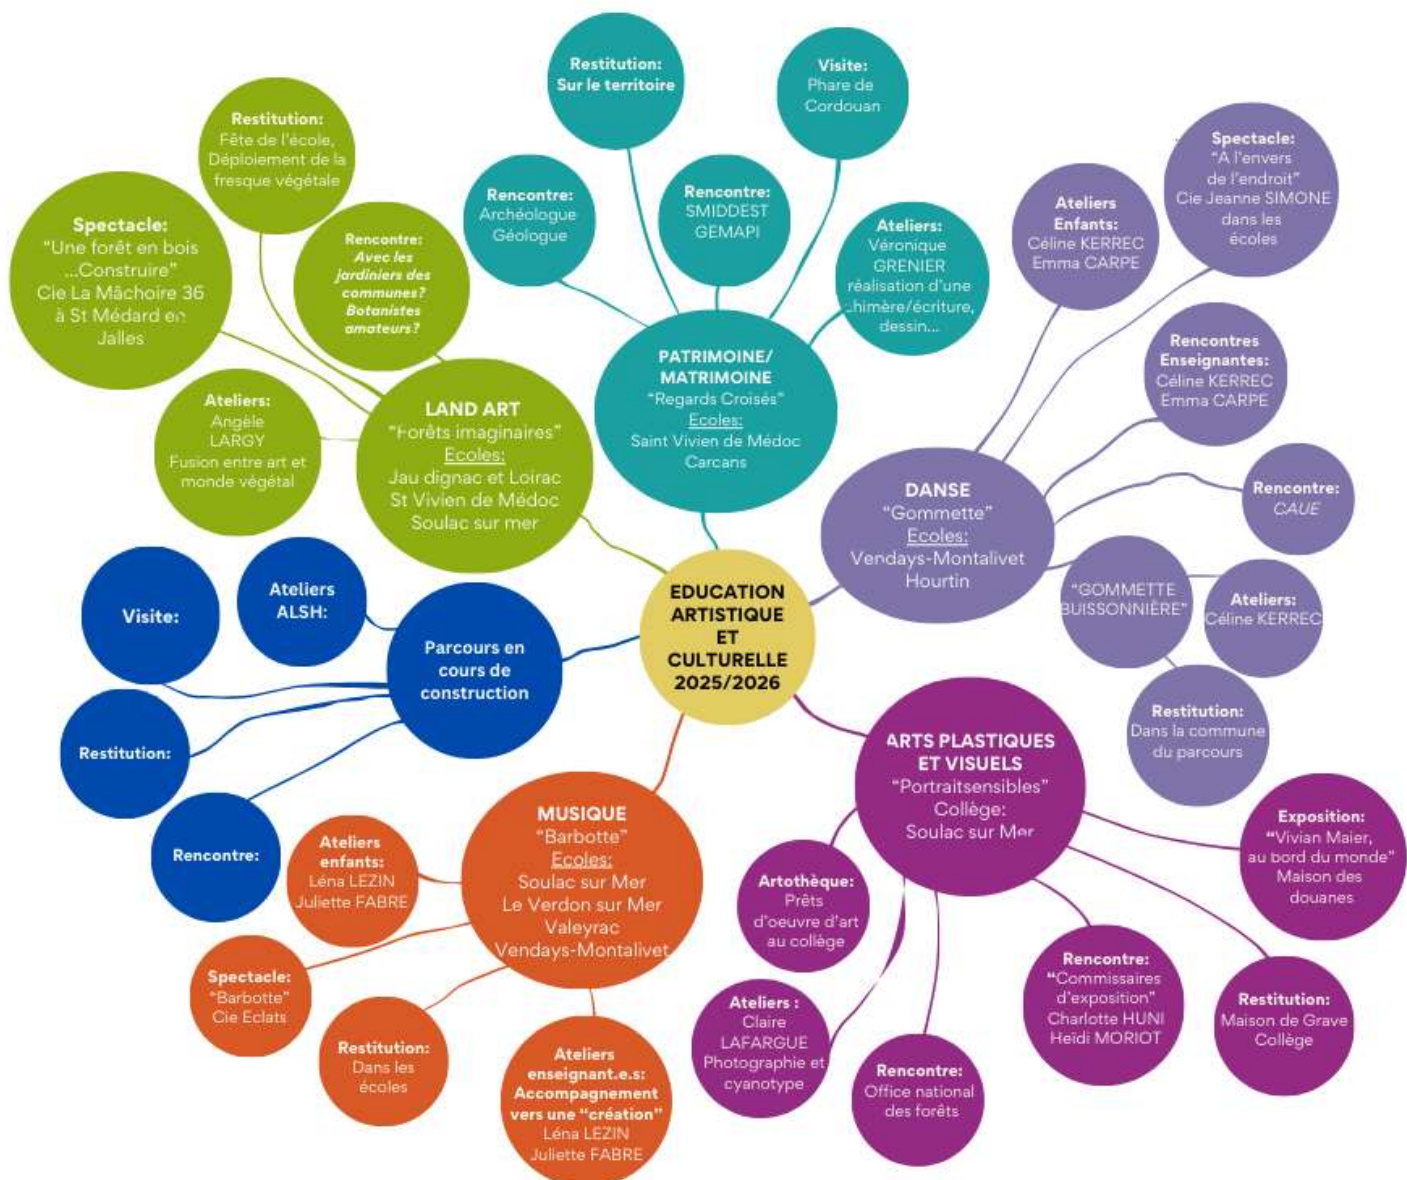 EDUCATION
ARTISTIQUE
ET
CULTURELLE
2025/2026
PATRIMOINE/
MATRIMOINE
“Regards Croisés”
Ecoles:
Saint Vivien de Médoc
Carcans
Rencontre:
Archéologue
Géologue
Restitution:
Sur le territoire
Rencontre:
SMIDDEST
GEMAPI
Visite:
Phare de
Cordouan
Ateliers:
Véronique
GRENIER
réalisation d'une
chimère/écriture,
dessin...
DANSE
“Gommette”
Ecoles:
Vendays-Montalivet
Hourtin
Ateliers
Enfants:
Céline KERREC
Emma CARPE
Spectacle:
“A l'envers
de l'endroit”
Cie Jeanne SIMONE
dans les
écoles
Rencontres
Enseignantes:
Céline KERREC
Emma CARPE
Rencontre:
CAUE
“GOMMETTE
BUISSONNIÈRE”
Ateliers:
Céline KERREC
Restitution:
Dans la commune
du parcours
ARTS PLASTIQUES
ET VISUELS
“Portraitsensibles”
Collège:
Soulac sur Mer
Exposition:
“Vivian Maier,
au bord du monde”
Maison des
douanes
Restitution:
Maison de Grave
Collège
Rencontre:
“Commissaires
d'exposition”
Charlotte HUNI
Heïdi MORIOT
Rencontre:
Office national
des forêts
Ateliers :
Claire
LAFARGUE
Photographie et
cyanotype
Artothèque:
Prêts
d'oeuvre d'art
au collège
MUSIQUE
“Barbotte”
Ecoles:
Soulac sur Mer
Le Verdon sur Mer
Valeyrac
Vendays-Montalivet
Ateliers
enseignant.e.s:
Accompagnement
vers une “création”
Léna LEZIN
Juliette FABRE
Restitution:
Dans les
écoles
Spectacle:
“Barbotte”
Cie Eclats
Ateliers
enfants:
Léna LEZIN
Juliette FABRE
Parcours en
cours de
construction
Rencontre:
Restitution:
Visite:
Ateliers
ALSH:
LAND ART
“Forêts imaginaires”
Ecoles:
Jau dignac et Loirac
St Vivien de Médoc
Soulac sur mer
Ateliers:
Angèle
LARGY
Fusion entre art et
monde végétal
Spectacle:
“Une forêt en bois
...Construire”
Cie La Mâchoire 36
à St Médard en
Jalles
Restitution:
Fête de l'école,
Déploiement de la
fresque végétale
Rencontre:
Avec les
jardiniers des
communes?
Botanistes
amateurs?